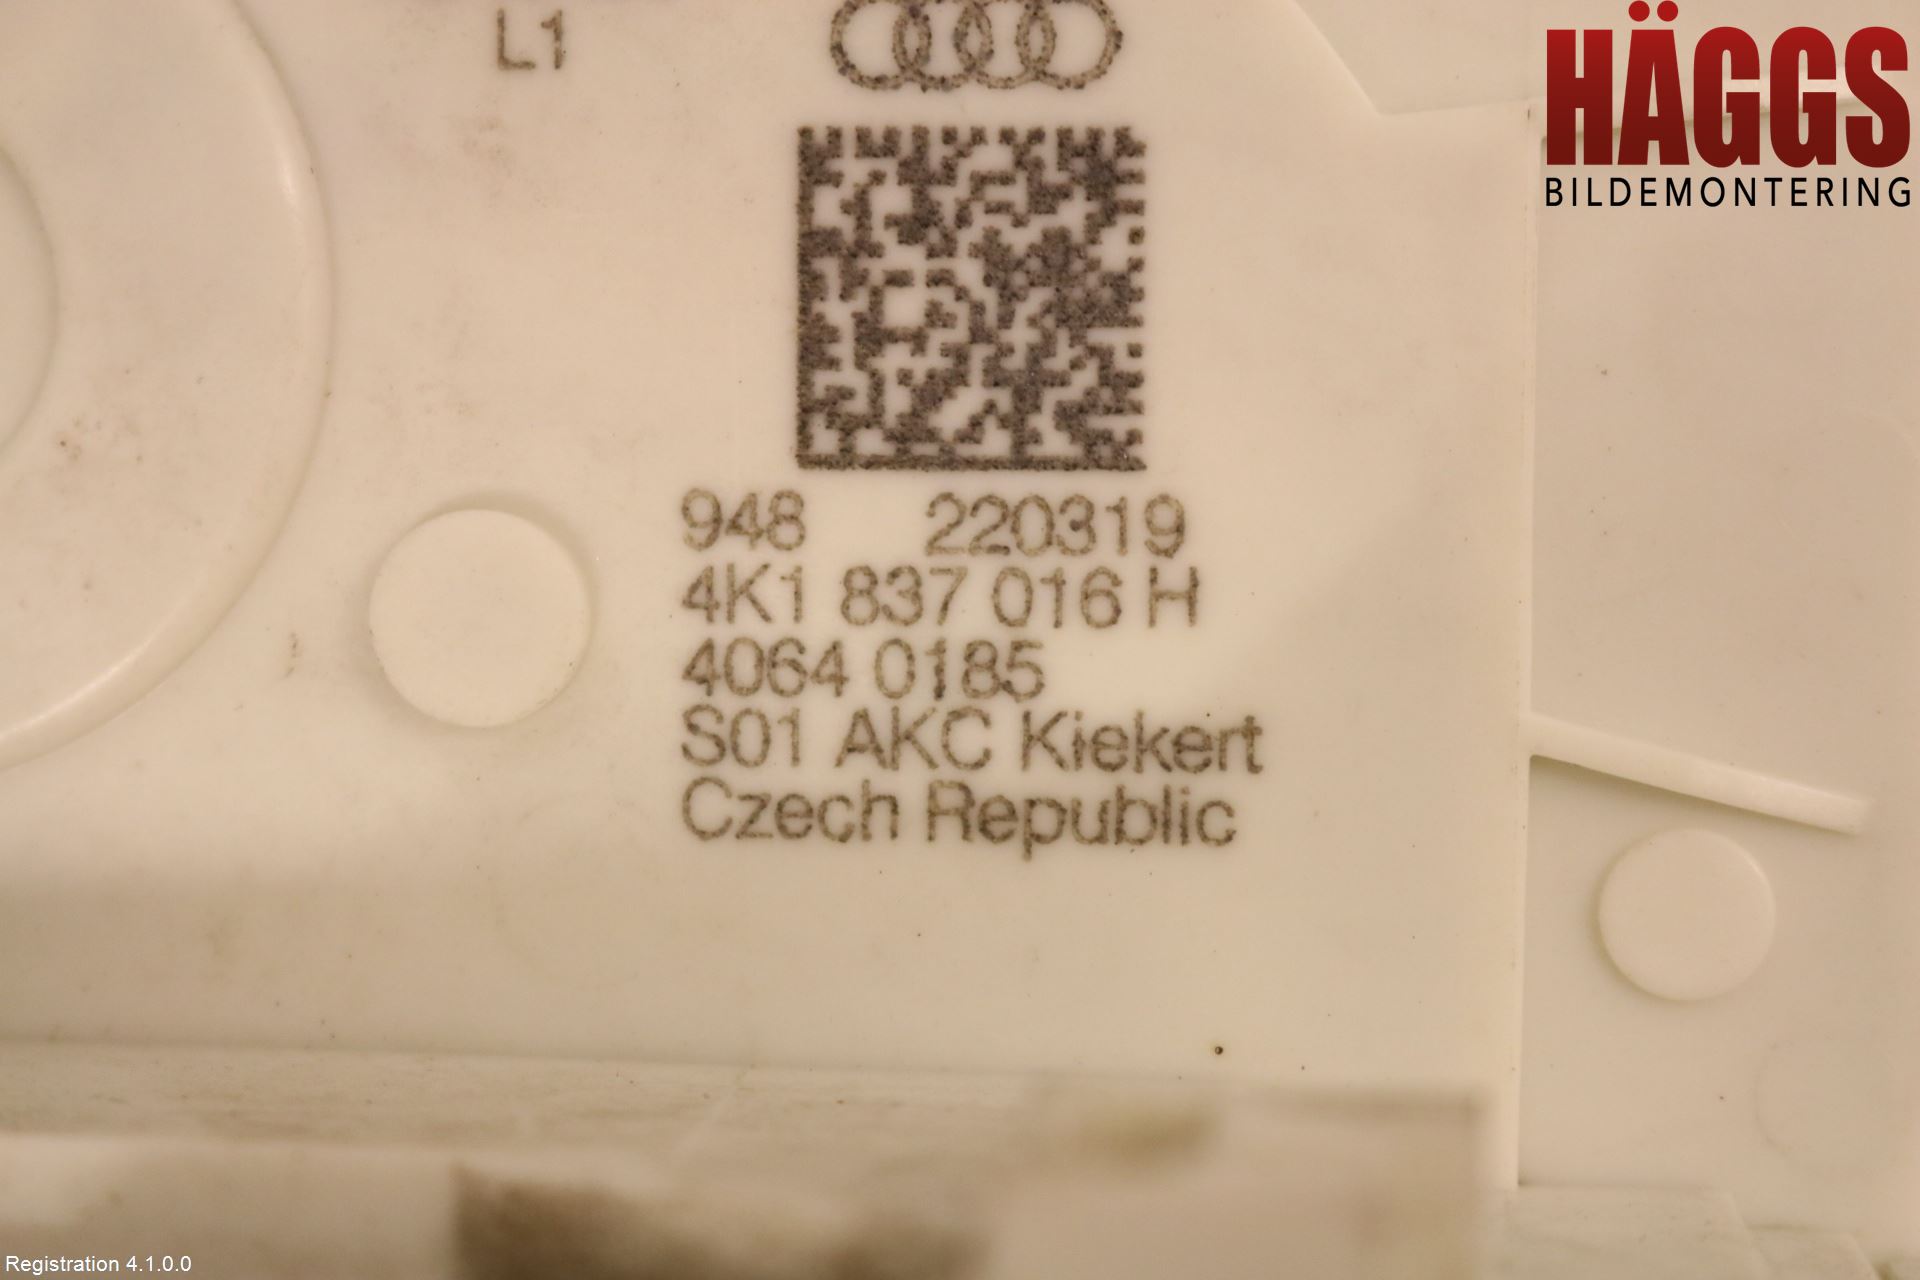 L1
HÄGGS
BILDEMONTERING
948 220319
4K1 837 016 H
4064 0185
S01 AKC Kiekert
Czech Republic
Registration 4.1.0.0